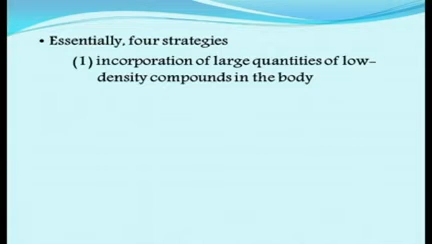 • Essentially, four strategies
(1) incorporation of large quantities of low-
density compounds in the body